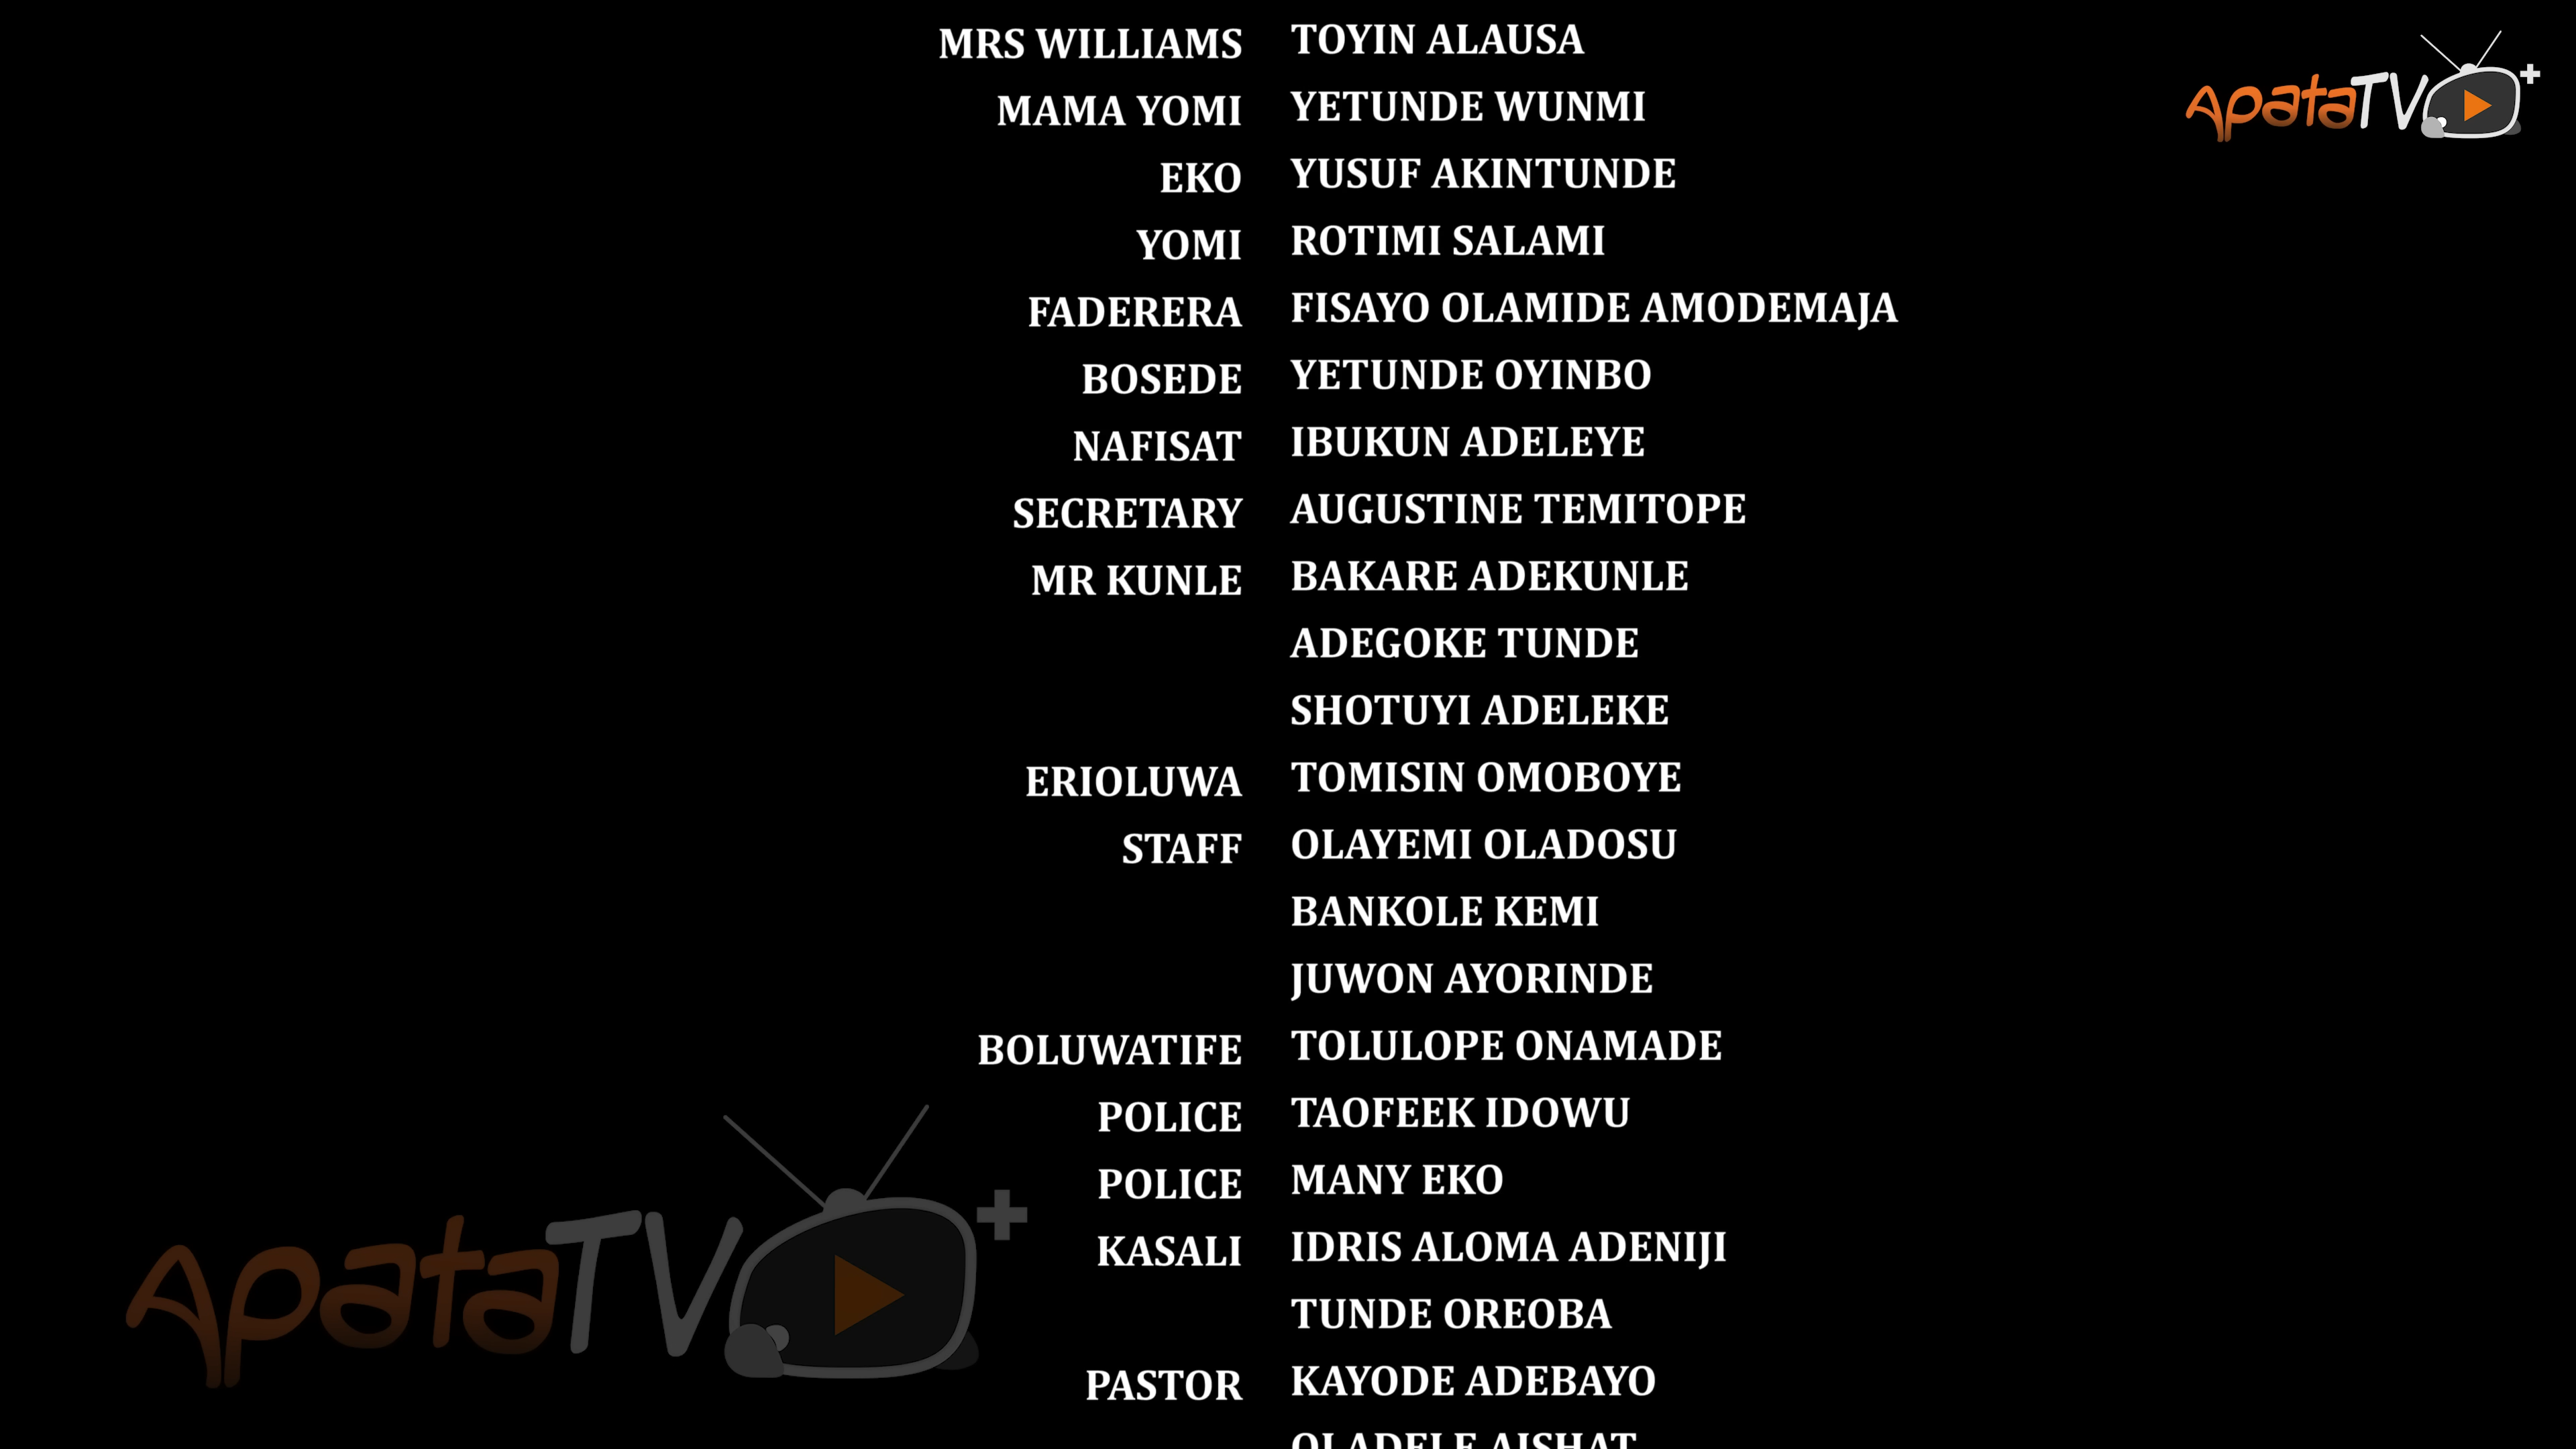 MRS WILLIAMS TOYIN ALAUSA
MAMA YOMI YETUNDE WUNMI
EKO YUSUF AKINTUNDE
YOMI ROTIMI SALAMI
FADERERA FISAYO OLAMIDE AMODEMAJA
BOSEDE YETUNDE OYINBO
NAFISAT IBUKUN ADELEYE
SECRETARY AUGUSTINE TEMITOPE
MR KUNLE BAKARE ADEKUNLE
ADEGOKE TUNDE
SHOTUYI ADELEKE
ERIOLUWA TOMISIN OMOBOYE
STAFF OLAYEMI OLADOSU
BANKOLE KEMI
JUWON AYORINDE
BOLUWATIFE TOLULOPE ONAMADE
POLICE TAOFEEK IDOWU
POLICE MANY EKO
KASALI IDRIS ALOMA ADENIJI
TUNDE OREOBA
PASTOR KAYODE ADEBAYO
OLADELE AISHAT
ApataTV+
ApataTV+